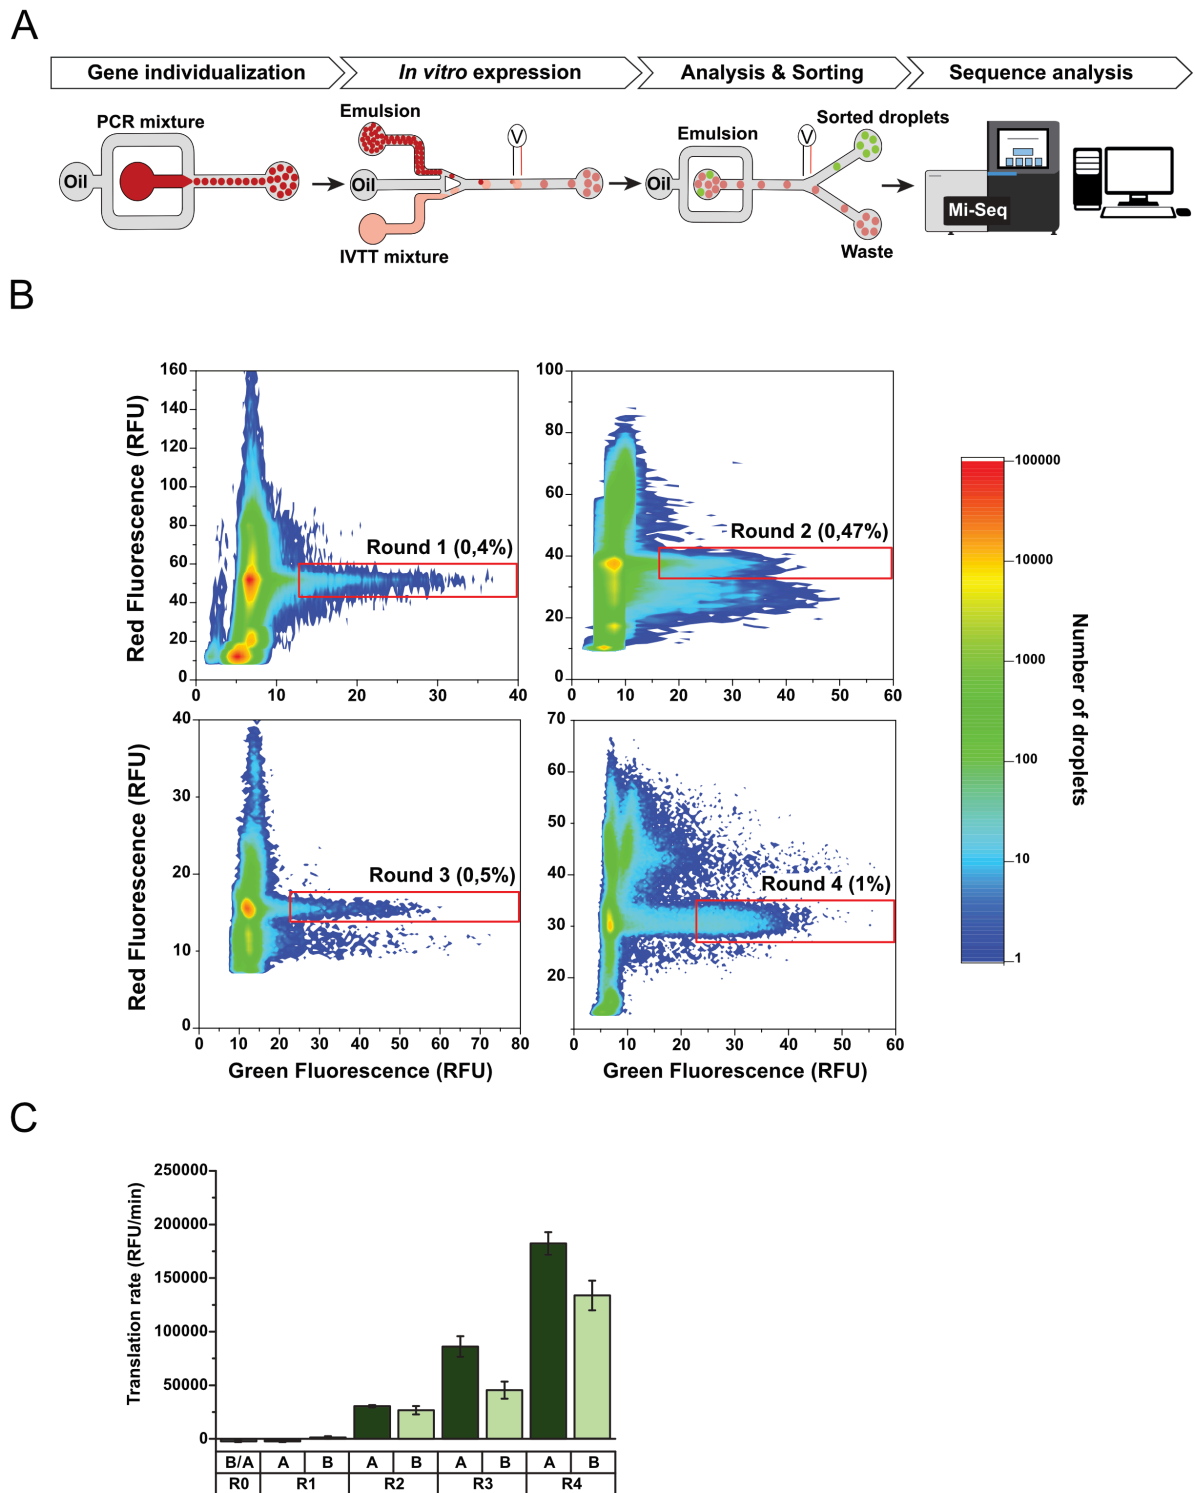 A
Gene individualization
In vitro expression
Analysis & Sorting
Sequence analysis
PCR mixture
Oil
Emulsion
Oil
IVTT mixture
V
Emulsion
Oil
V
Sorted droplets
Waste
Mi-Seq
B
Red Fluorescence (RFU)
160
140
120
100
80
60
40
20
0
0 10 20 30 40
Round 1 (0,4%)
100
80
60
40
20
0
0 10 20 30 40 50 60
Round 2 (0,47%)
Red Fluorescence (RFU)
40
30
20
10
0
0 10 20 30 40 50 60 70 80
Round 3 (0,5%)
Green Fluorescence (RFU)
70
60
50
40
30
20
0 10 20 30 40 50 60
Round 4 (1%)
Green Fluorescence (RFU)
100000
10000
1000
100
10
1
Number of droplets
C
Translation rate (RFU/min)
250000
200000
150000
100000
50000
0
B/A A B A B A B A B
R0 R1 R2 R3 R4